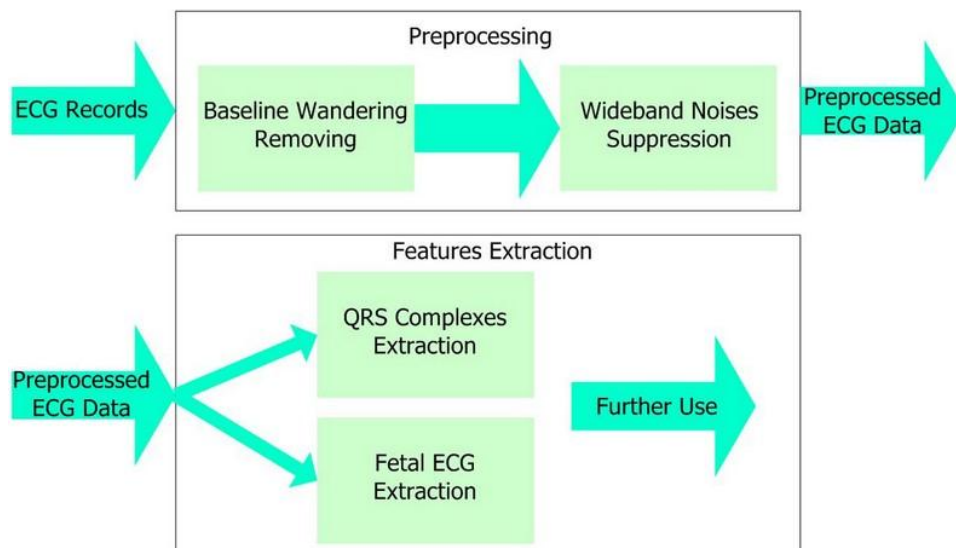 Preprocessing
ECG Records
Baseline Wandering
Removing
Wideband Noises
Suppression
Preprocessed
ECG Data
Features Extraction
Preprocessed
ECG Data
QRS Complexes
Extraction
Fetal ECG
Extraction
Further Use